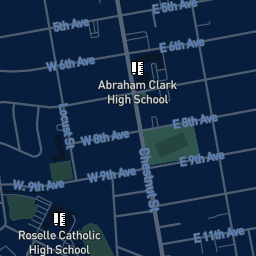 5th Ave
E 5th Ave
E 6th Ave
W 6th Ave
Abraham Clark
High School
Locust St
E 8th Ave
W 8th Ave
Chestnut St
E 9th Ave
W 9th Ave
W. 9th Ave
Roselle Catholic
High School
E 11th Ave